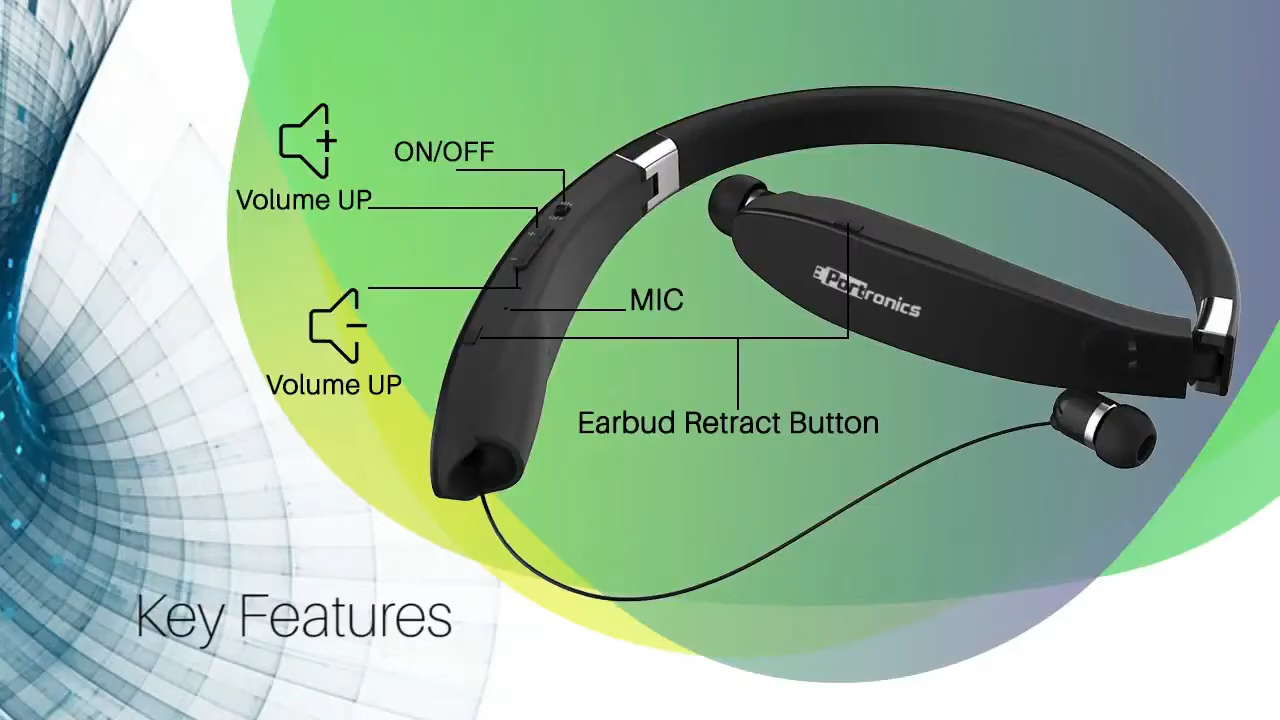 ON/OFF
Volume UP
MIC
Volume UP
Earbud Retract Button
Portronics
Key Features